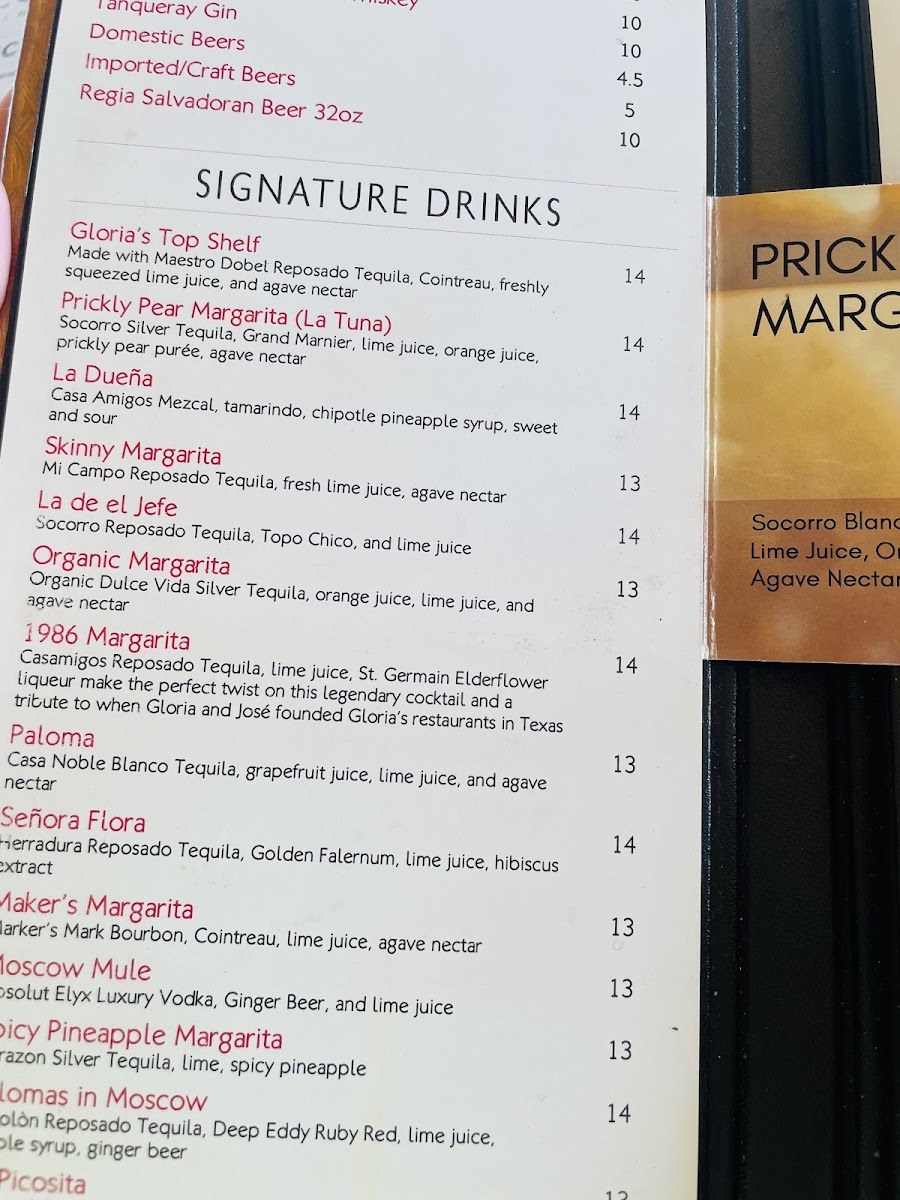 Tanqueray Gin 10
Domestic Beers 10
Imported/Craft Beers 4.5
Regia Salvadoran Beer 32oz 5
10
SIGNATURE DRINKS
Gloria's Top Shelf 14
Made with Maestro Dobel Reposado Tequila, Cointreau, freshly
squeezed lime juice, and agave nectar
Prickly Pear Margarita (La Tuna) 14
Socorro Silver Tequila, Grand Marnier, lime juice, orange juice,
prickly pear purée, agave nectar
La Dueña 14
Casa Amigos Mezcal, tamarindo, chipotle pineapple syrup, sweet
and sour
Skinny Margarita 13
Mi Campo Reposado Tequila, fresh lime juice, agave nectar
La de el Jefe 14
Socorro Reposado Tequila, Topo Chico, and lime juice
Organic Margarita 13
Organic Dulce Vida Silver Tequila, orange juice, lime juice, and
agave nectar
1986 Margarita 14
Casamigos Reposado Tequila, lime juice, St. Germain Elderflower
liqueur make the perfect twist on this legendary cocktail and a
tribute to when Gloria and José founded Gloria's restaurants in Texas
Paloma 13
Casa Noble Blanco Tequila, grapefruit juice, lime juice, and agave
nectar
Señora Flora 14
Herradura Reposado Tequila, Golden Falernum, lime juice, hibiscus
extract
Maker's Margarita 13
Marker's Mark Bourbon, Cointreau, lime juice, agave nectar
Moscow Mule 13
bsolut Elyx Luxury Vodka, Ginger Beer, and lime juice
picy Pineapple Margarita 13
razon Silver Tequila, lime, spicy pineapple
lomas in Moscow 14
olòn Reposado Tequila, Deep Eddy Ruby Red, lime juice,
ple syrup, ginger beer
Picosita
PRICK
MARG
Socorro Blanc
Lime Juice, Or
Agave Nectar